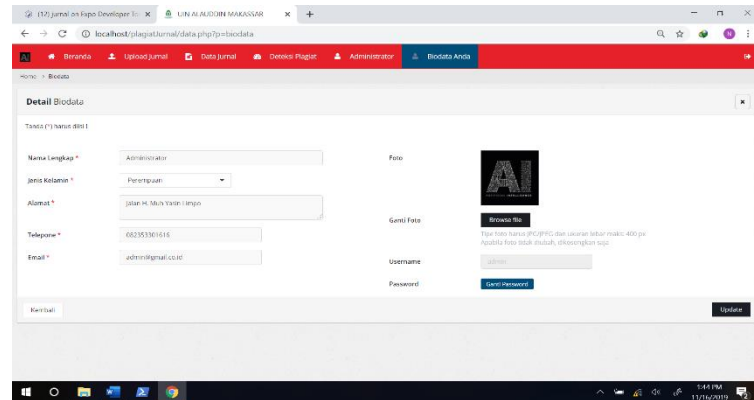 (12) Jurnal on Expo Developer
UIN ALAUDDIN MAKASSAR
localhost/plagiatJurnal/data.php?p=biodata
N
AI Beranda Upload Jurnal Data Jurnal Deteksi Plagiat Administrator Biodata Anda
Home > Biodata
Detail Biodata
Tanda (*) harus diisi
Nama Lengkap * Administrator
Jenis Kelamin * Perempuan
Alamat * Jalan H. Muh Yasin Limpo
Telepone * 082353301616
Email * admin@gmail.co.id
Foto
AI
Ganti Foto Browse file
Tipe foto harus JPG/JPEG dan ukuran lebar maks: 400 px
Apabila foto tidak diubah, dikosongkan saja
Username admin
Password Ganti Password
Kembali Update
1:44 PM
11/16/2019